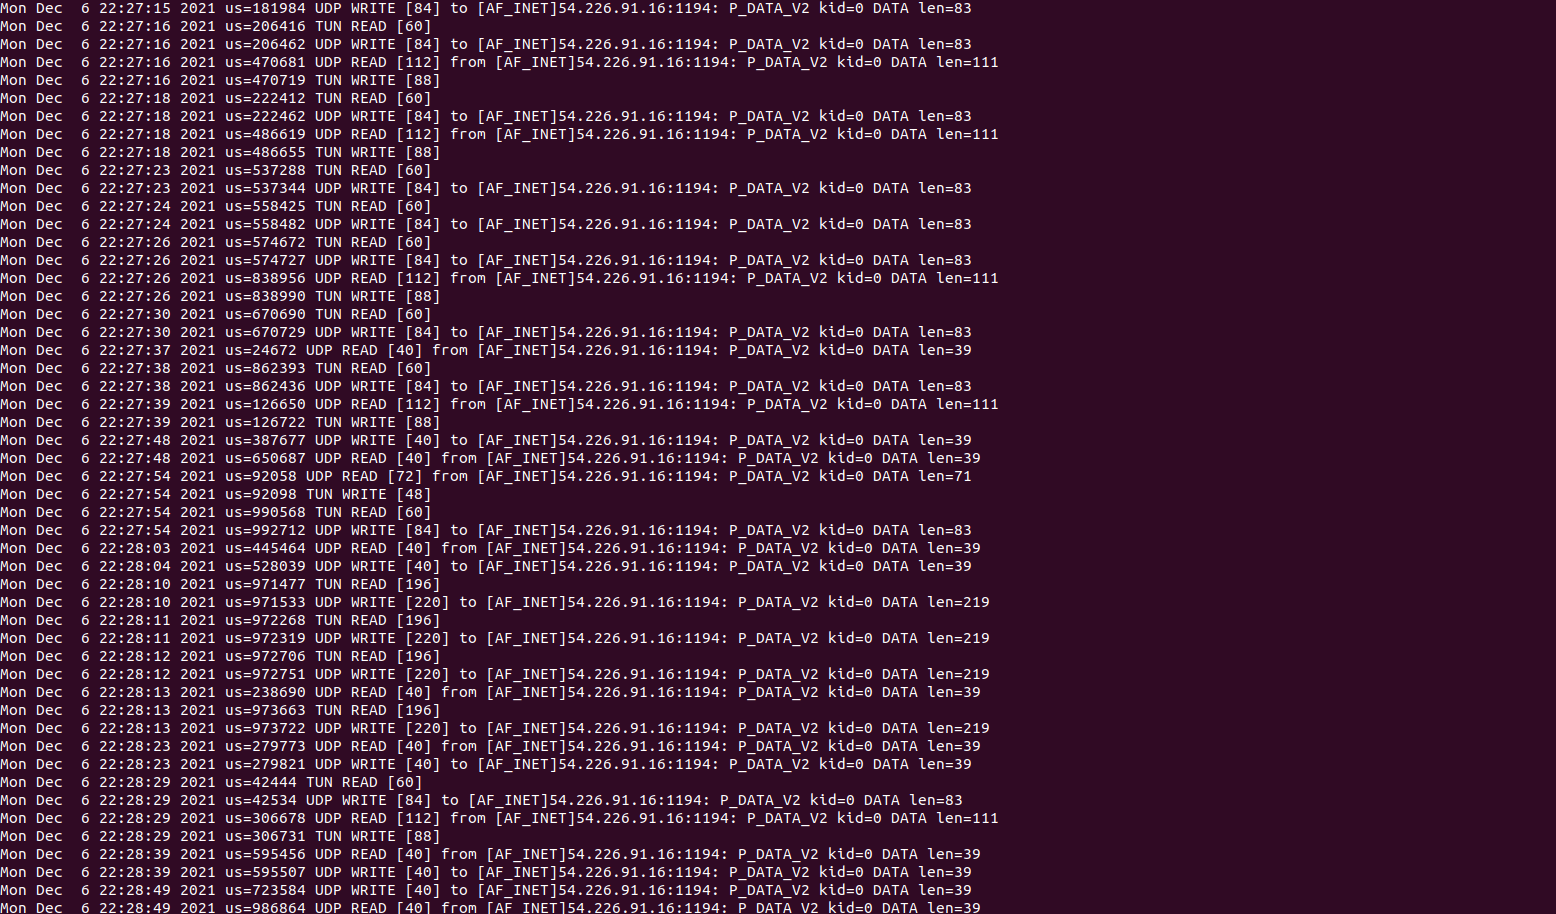 Mon Dec  6 22:27:15 2021 us=181984 UDP WRITE [84] to [AF_INET]54.226.91.16:1194: P_DATA_V2 kid=0 DATA len=83
Mon Dec  6 22:27:16 2021 us=206416 TUN READ [60]
Mon Dec  6 22:27:16 2021 us=206462 UDP WRITE [84] to [AF_INET]54.226.91.16:1194: P_DATA_V2 kid=0 DATA len=83
Mon Dec  6 22:27:16 2021 us=470681 UDP READ [112] from [AF_INET]54.226.91.16:1194: P_DATA_V2 kid=0 DATA len=111
Mon Dec  6 22:27:16 2021 us=470719 TUN WRITE [88]
Mon Dec  6 22:27:18 2021 us=222412 TUN READ [60]
Mon Dec  6 22:27:18 2021 us=222462 UDP WRITE [84] to [AF_INET]54.226.91.16:1194: P_DATA_V2 kid=0 DATA len=83
Mon Dec  6 22:27:18 2021 us=486619 UDP READ [112] from [AF_INET]54.226.91.16:1194: P_DATA_V2 kid=0 DATA len=111
Mon Dec  6 22:27:18 2021 us=486655 TUN WRITE [88]
Mon Dec  6 22:27:23 2021 us=537288 TUN READ [60]
Mon Dec  6 22:27:23 2021 us=537344 UDP WRITE [84] to [AF_INET]54.226.91.16:1194: P_DATA_V2 kid=0 DATA len=83
Mon Dec  6 22:27:24 2021 us=558425 TUN READ [60]
Mon Dec  6 22:27:24 2021 us=558482 UDP WRITE [84] to [AF_INET]54.226.91.16:1194: P_DATA_V2 kid=0 DATA len=83
Mon Dec  6 22:27:26 2021 us=574672 TUN READ [60]
Mon Dec  6 22:27:26 2021 us=574727 UDP WRITE [84] to [AF_INET]54.226.91.16:1194: P_DATA_V2 kid=0 DATA len=83
Mon Dec  6 22:27:26 2021 us=838956 UDP READ [112] from [AF_INET]54.226.91.16:1194: P_DATA_V2 kid=0 DATA len=111
Mon Dec  6 22:27:26 2021 us=838990 TUN WRITE [88]
Mon Dec  6 22:27:30 2021 us=670690 TUN READ [60]
Mon Dec  6 22:27:30 2021 us=670729 UDP WRITE [84] to [AF_INET]54.226.91.16:1194: P_DATA_V2 kid=0 DATA len=83
Mon Dec  6 22:27:37 2021 us=24672 UDP READ [40] from [AF_INET]54.226.91.16:1194: P_DATA_V2 kid=0 DATA len=39
Mon Dec  6 22:27:38 2021 us=862393 TUN READ [60]
Mon Dec  6 22:27:38 2021 us=862436 UDP WRITE [84] to [AF_INET]54.226.91.16:1194: P_DATA_V2 kid=0 DATA len=83
Mon Dec  6 22:27:39 2021 us=126650 UDP READ [112] from [AF_INET]54.226.91.16:1194: P_DATA_V2 kid=0 DATA len=111
Mon Dec  6 22:27:39 2021 us=126722 TUN WRITE [88]
Mon Dec  6 22:27:48 2021 us=387677 UDP WRITE [40] to [AF_INET]54.226.91.16:1194: P_DATA_V2 kid=0 DATA len=39
Mon Dec  6 22:27:48 2021 us=650687 UDP READ [40] from [AF_INET]54.226.91.16:1194: P_DATA_V2 kid=0 DATA len=39
Mon Dec  6 22:27:54 2021 us=92058 UDP READ [72] from [AF_INET]54.226.91.16:1194: P_DATA_V2 kid=0 DATA len=71
Mon Dec  6 22:27:54 2021 us=92098 TUN WRITE [48]
Mon Dec  6 22:27:54 2021 us=990568 TUN READ [60]
Mon Dec  6 22:27:54 2021 us=992712 UDP WRITE [84] to [AF_INET]54.226.91.16:1194: P_DATA_V2 kid=0 DATA len=83
Mon Dec  6 22:28:03 2021 us=445464 UDP READ [40] from [AF_INET]54.226.91.16:1194: P_DATA_V2 kid=0 DATA len=39
Mon Dec  6 22:28:04 2021 us=528039 UDP WRITE [40] to [AF_INET]54.226.91.16:1194: P_DATA_V2 kid=0 DATA len=39
Mon Dec  6 22:28:10 2021 us=971477 TUN READ [196]
Mon Dec  6 22:28:10 2021 us=971533 UDP WRITE [220] to [AF_INET]54.226.91.16:1194: P_DATA_V2 kid=0 DATA len=219
Mon Dec  6 22:28:11 2021 us=972268 TUN READ [196]
Mon Dec  6 22:28:11 2021 us=972319 UDP WRITE [220] to [AF_INET]54.226.91.16:1194: P_DATA_V2 kid=0 DATA len=219
Mon Dec  6 22:28:12 2021 us=972706 TUN READ [196]
Mon Dec  6 22:28:12 2021 us=972751 UDP WRITE [220] to [AF_INET]54.226.91.16:1194: P_DATA_V2 kid=0 DATA len=219
Mon Dec  6 22:28:13 2021 us=238690 UDP READ [40] from [AF_INET]54.226.91.16:1194: P_DATA_V2 kid=0 DATA len=39
Mon Dec  6 22:28:13 2021 us=973663 TUN READ [196]
Mon Dec  6 22:28:13 2021 us=973722 UDP WRITE [220] to [AF_INET]54.226.91.16:1194: P_DATA_V2 kid=0 DATA len=219
Mon Dec  6 22:28:23 2021 us=279773 UDP READ [40] from [AF_INET]54.226.91.16:1194: P_DATA_V2 kid=0 DATA len=39
Mon Dec  6 22:28:23 2021 us=279821 UDP WRITE [40] to [AF_INET]54.226.91.16:1194: P_DATA_V2 kid=0 DATA len=39
Mon Dec  6 22:28:29 2021 us=42444 TUN READ [60]
Mon Dec  6 22:28:29 2021 us=42534 UDP WRITE [84] to [AF_INET]54.226.91.16:1194: P_DATA_V2 kid=0 DATA len=83
Mon Dec  6 22:28:29 2021 us=306678 UDP READ [112] from [AF_INET]54.226.91.16:1194: P_DATA_V2 kid=0 DATA len=111
Mon Dec  6 22:28:29 2021 us=306731 TUN WRITE [88]
Mon Dec  6 22:28:39 2021 us=595456 UDP READ [40] from [AF_INET]54.226.91.16:1194: P_DATA_V2 kid=0 DATA len=39
Mon Dec  6 22:28:39 2021 us=595507 UDP WRITE [40] to [AF_INET]54.226.91.16:1194: P_DATA_V2 kid=0 DATA len=39
Mon Dec  6 22:28:49 2021 us=723584 UDP WRITE [40] to [AF_INET]54.226.91.16:1194: P_DATA_V2 kid=0 DATA len=39
Mon Dec  6 22:28:49 2021 us=986864 UDP READ [40] from [AF_INET]54.226.91.16:1194: P_DATA_V2 kid=0 DATA len=39